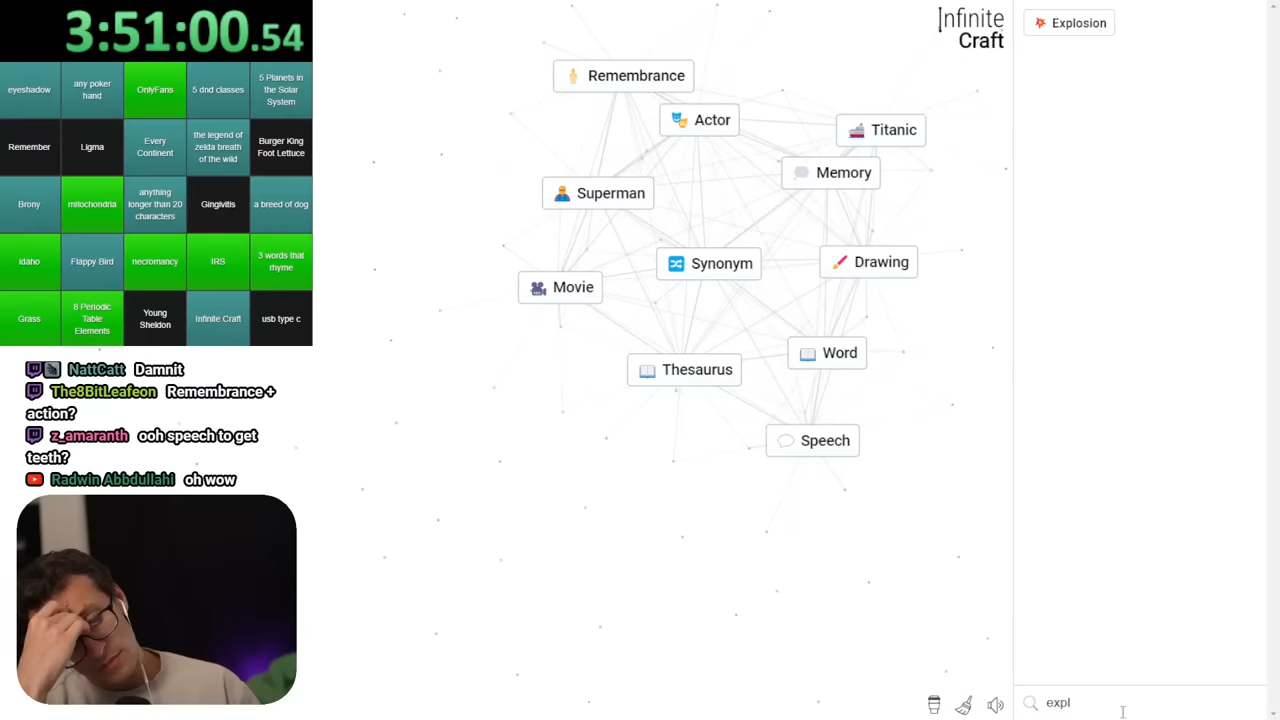 3:51:00.54
eyeshadow
any poker
hand
OnlyFans
5 dnd classes
5 Planets in
the Solar
System
Remember
Ligma
Every
Continent
the legend of
zelda breath
of the wild
Burger King
Foot Lettuce
Brony
mitochondria
anything
longer than 20
characters
Gingivitis
a breed of dog
idaho
Flappy Bird
necromancy
IRS
3 words that
rhyme
Grass
8 Periodic
Table
Elements
Young
Sheldon
Infinite Craft
usb type c
NattCatt Damnit
The8BitLeafeon Remembrance +
action?
z_amaranth ooh speech to get
teeth?
Radwin Abbdullahi oh wow
Infinite
Craft
Remembrance
Actor
Titanic
Memory
Superman
Synonym
Drawing
Movie
Word
Thesaurus
Speech
Explosion
expl